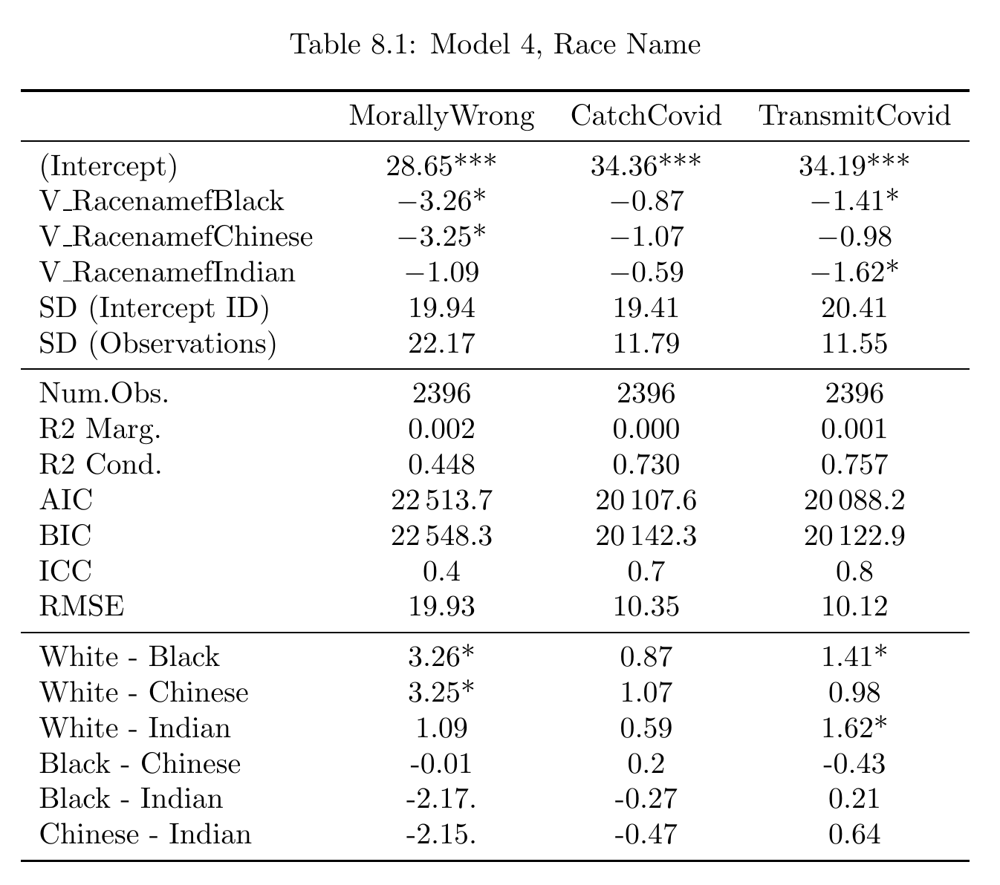 Table 8.1: Model 4, Race Name
MorallyWrong CatchCovid TransmitCovid
(Intercept) 28.65*** 34.36*** 34.19***
V_RacenamefBlack −3.26* −0.87 −1.41*
V_RacenamefChinese −3.25* −1.07 −0.98
V_RacenamefIndian −1.09 −0.59 −1.62*
SD (Intercept ID) 19.94 19.41 20.41
SD (Observations) 22.17 11.79 11.55
Num.Obs. 2396 2396 2396
R2 Marg. 0.002 0.000 0.001
R2 Cond. 0.448 0.730 0.757
AIC 22 513.7 20 107.6 20 088.2
BIC 22 548.3 20 142.3 20 122.9
ICC 0.4 0.7 0.8
RMSE 19.93 10.35 10.12
White - Black 3.26* 0.87 1.41*
White - Chinese 3.25* 1.07 0.98
White - Indian 1.09 0.59 1.62*
Black - Chinese -0.01 0.2 -0.43
Black - Indian -2.17. -0.27 0.21
Chinese - Indian -2.15. -0.47 0.64